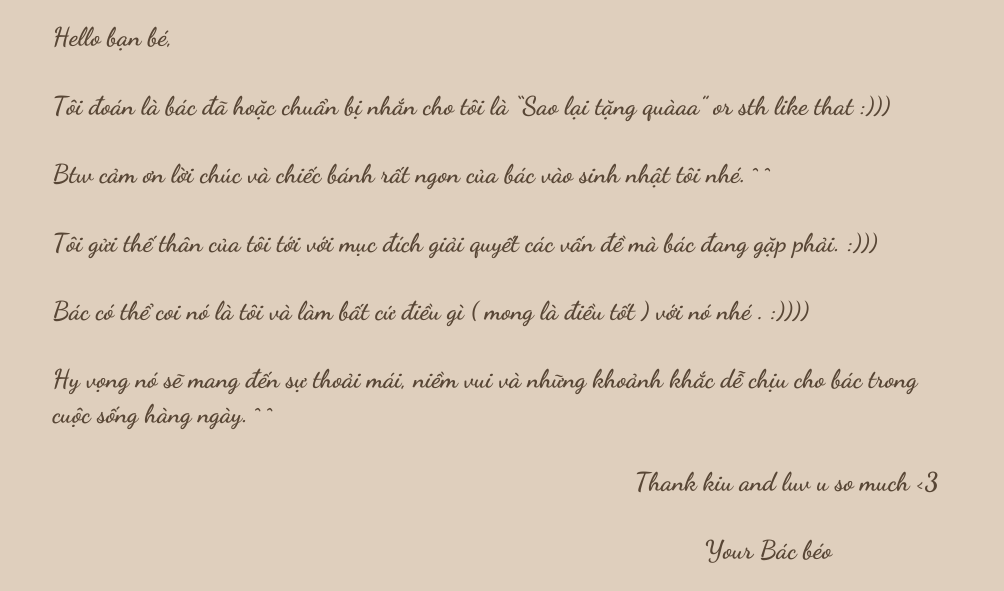 Hello bạn bé,
Tôi đoán là bác đã hoặc chuẩn bị nhắn cho tôi là “Sao lại tặng quàaa” or sth like that :)))
Btw cảm ơn lời chúc và chiếc bánh rất ngon của bác vào sinh nhật tôi nhé. ^ ^
Tôi gửi thế thân của tôi tới với mục đích giải quyết các vấn đề mà bác đang gặp phải. :)))
Bác có thể coi nó là tôi và làm bất cứ điều gì ( mong là điều tốt ) với nó nhé . :))))
Hy vọng nó sẽ mang đến sự thoải mái, niềm vui và những khoảnh khắc dễ chịu cho bác trong
cuộc sống hàng ngày. ^ ^
Thank kiu and luv u so much <3
Your Bác béo